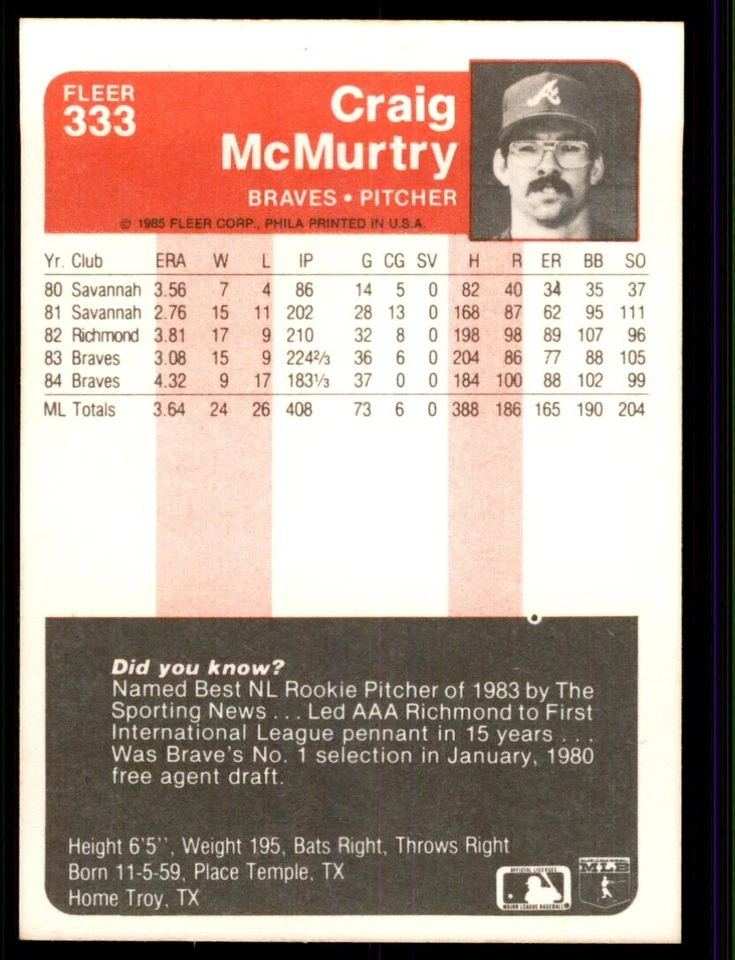 FLEER
333
Craig
McMurtry
BRAVES • PITCHER
© 1985 FLEER CORP., PHILA PRINTED IN U.S.A.
Yr. Club ERA W L IP G CG SV H R ER BB SO
80 Savannah 3.56 7 4 86 14 5 0 82 40 34 35 37
81 Savannah 2.76 15 11 202 28 13 0 168 87 62 95 111
82 Richmond 3.81 17 9 210 32 8 0 198 98 89 107 96
83 Braves 3.08 15 9 224⅔ 36 6 0 204 86 77 88 105
84 Braves 4.32 9 17 183⅓ 37 0 0 184 100 88 102 99
ML Totals 3.64 24 26 408 73 6 0 388 186 165 190 204
Did you know?
Named Best NL Rookie Pitcher of 1983 by The
Sporting News . . . Led AAA Richmond to First
International League pennant in 15 years . . .
Was Brave's No. 1 selection in January, 1980
free agent draft.
Height 6'5'', Weight 195, Bats Right, Throws Right
Born 11-5-59, Place Temple, TX
Home Troy, TX
OFFICIAL LICENSEE
MAJOR LEAGUE BASEBALL
MLB